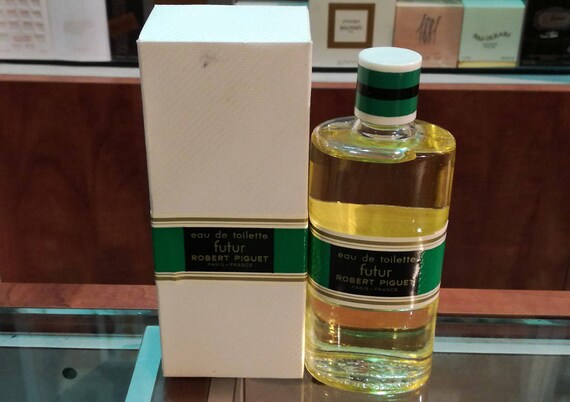 eau de toilette
futur
ROBERT PIGUET
PARIS-FRANCE
eau de toilette
futur
ROBERT PIGUET
PARIS-FRANCE